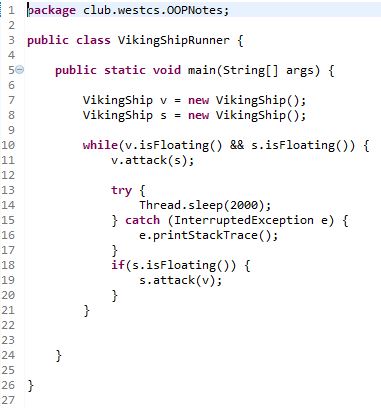 1 package club.westcs.OOPNotes;
2
3 public class VikingShipRunner {
4
5     public static void main(String[] args) {
6
7         VikingShip v = new VikingShip();
8         VikingShip s = new VikingShip();
9
10         while(v.isFloating() && s.isFloating()) {
11             v.attack(s);
12
13             try {
14                 Thread.sleep(2000);
15             } catch (InterruptedException e) {
16                 e.printStackTrace();
17             }
18             if(s.isFloating()) {
19                 s.attack(v);
20             }
21         }
22
23
24     }
25
26 }
27